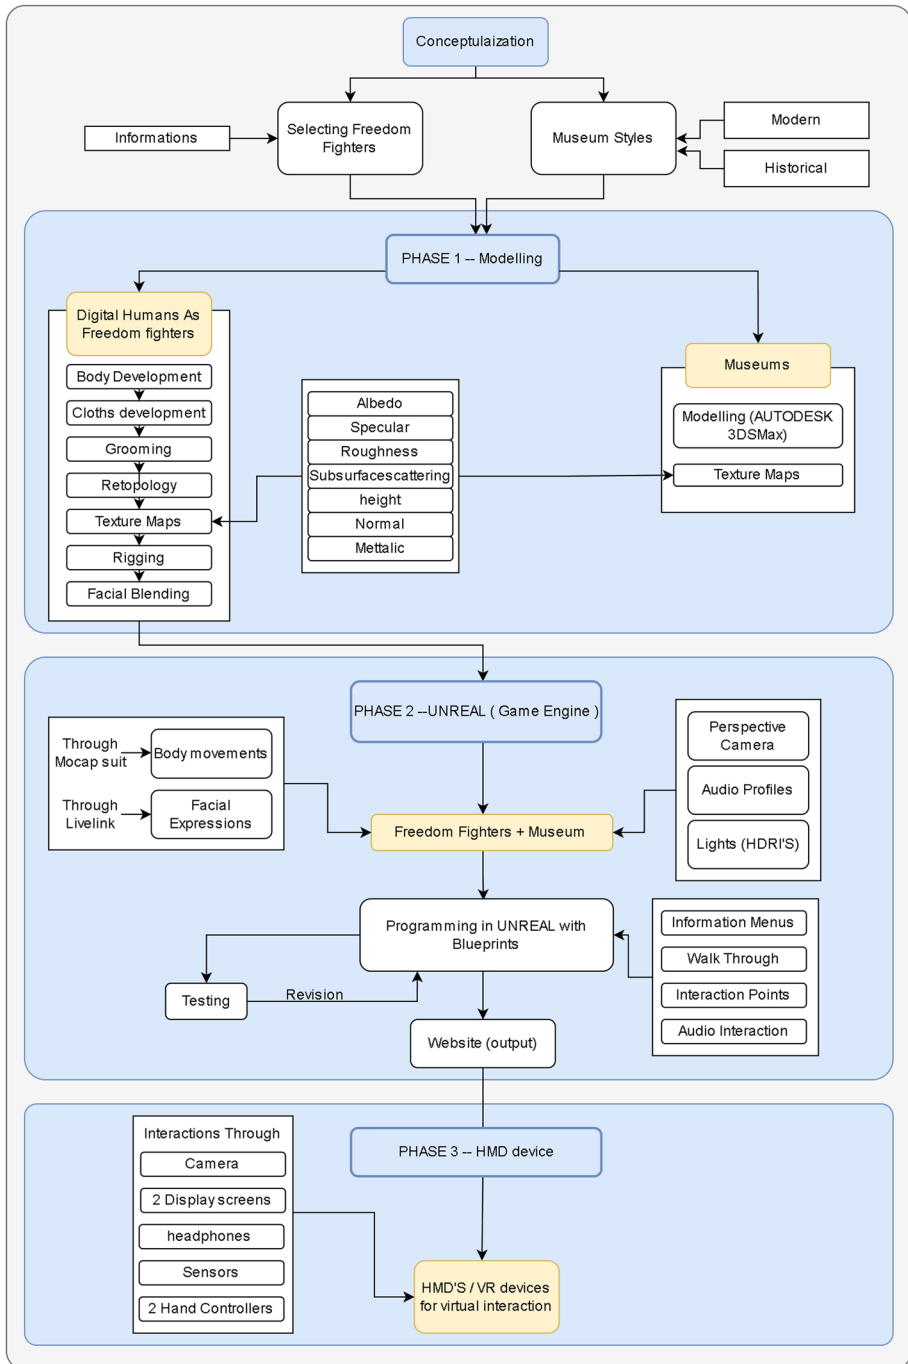 Conceptulaization
Informations
Selecting Freedom
Fighters
Museum Styles
Modern
Historical
PHASE 1 -- Modelling
Digital Humans As
Freedom fighters
Body Development
Cloths development
Grooming
Retopology
Texture Maps
Rigging
Facial Blending
Albedo
Specular
Roughness
Subsurfacescattering
height
Normal
Mettalic
Museums
Modelling (AUTODESK
3DSMax)
Texture Maps
PHASE 2 --UNREAL ( Game Engine )
Through
Mocap suit
Body movements
Through
Livelink
Facial
Expressions
Freedom Fighters + Museum
Perspective
Camera
Audio Profiles
Lights (HDRI'S)
Programming in UNREAL with
Blueprints
Information Menus
Walk Through
Interaction Points
Audio Interaction
Testing
Revision
Website (output)
PHASE 3 -- HMD device
Interactions Through
Camera
2 Display screens
headphones
Sensors
2 Hand Controllers
HMD'S / VR devices
for virtual interaction